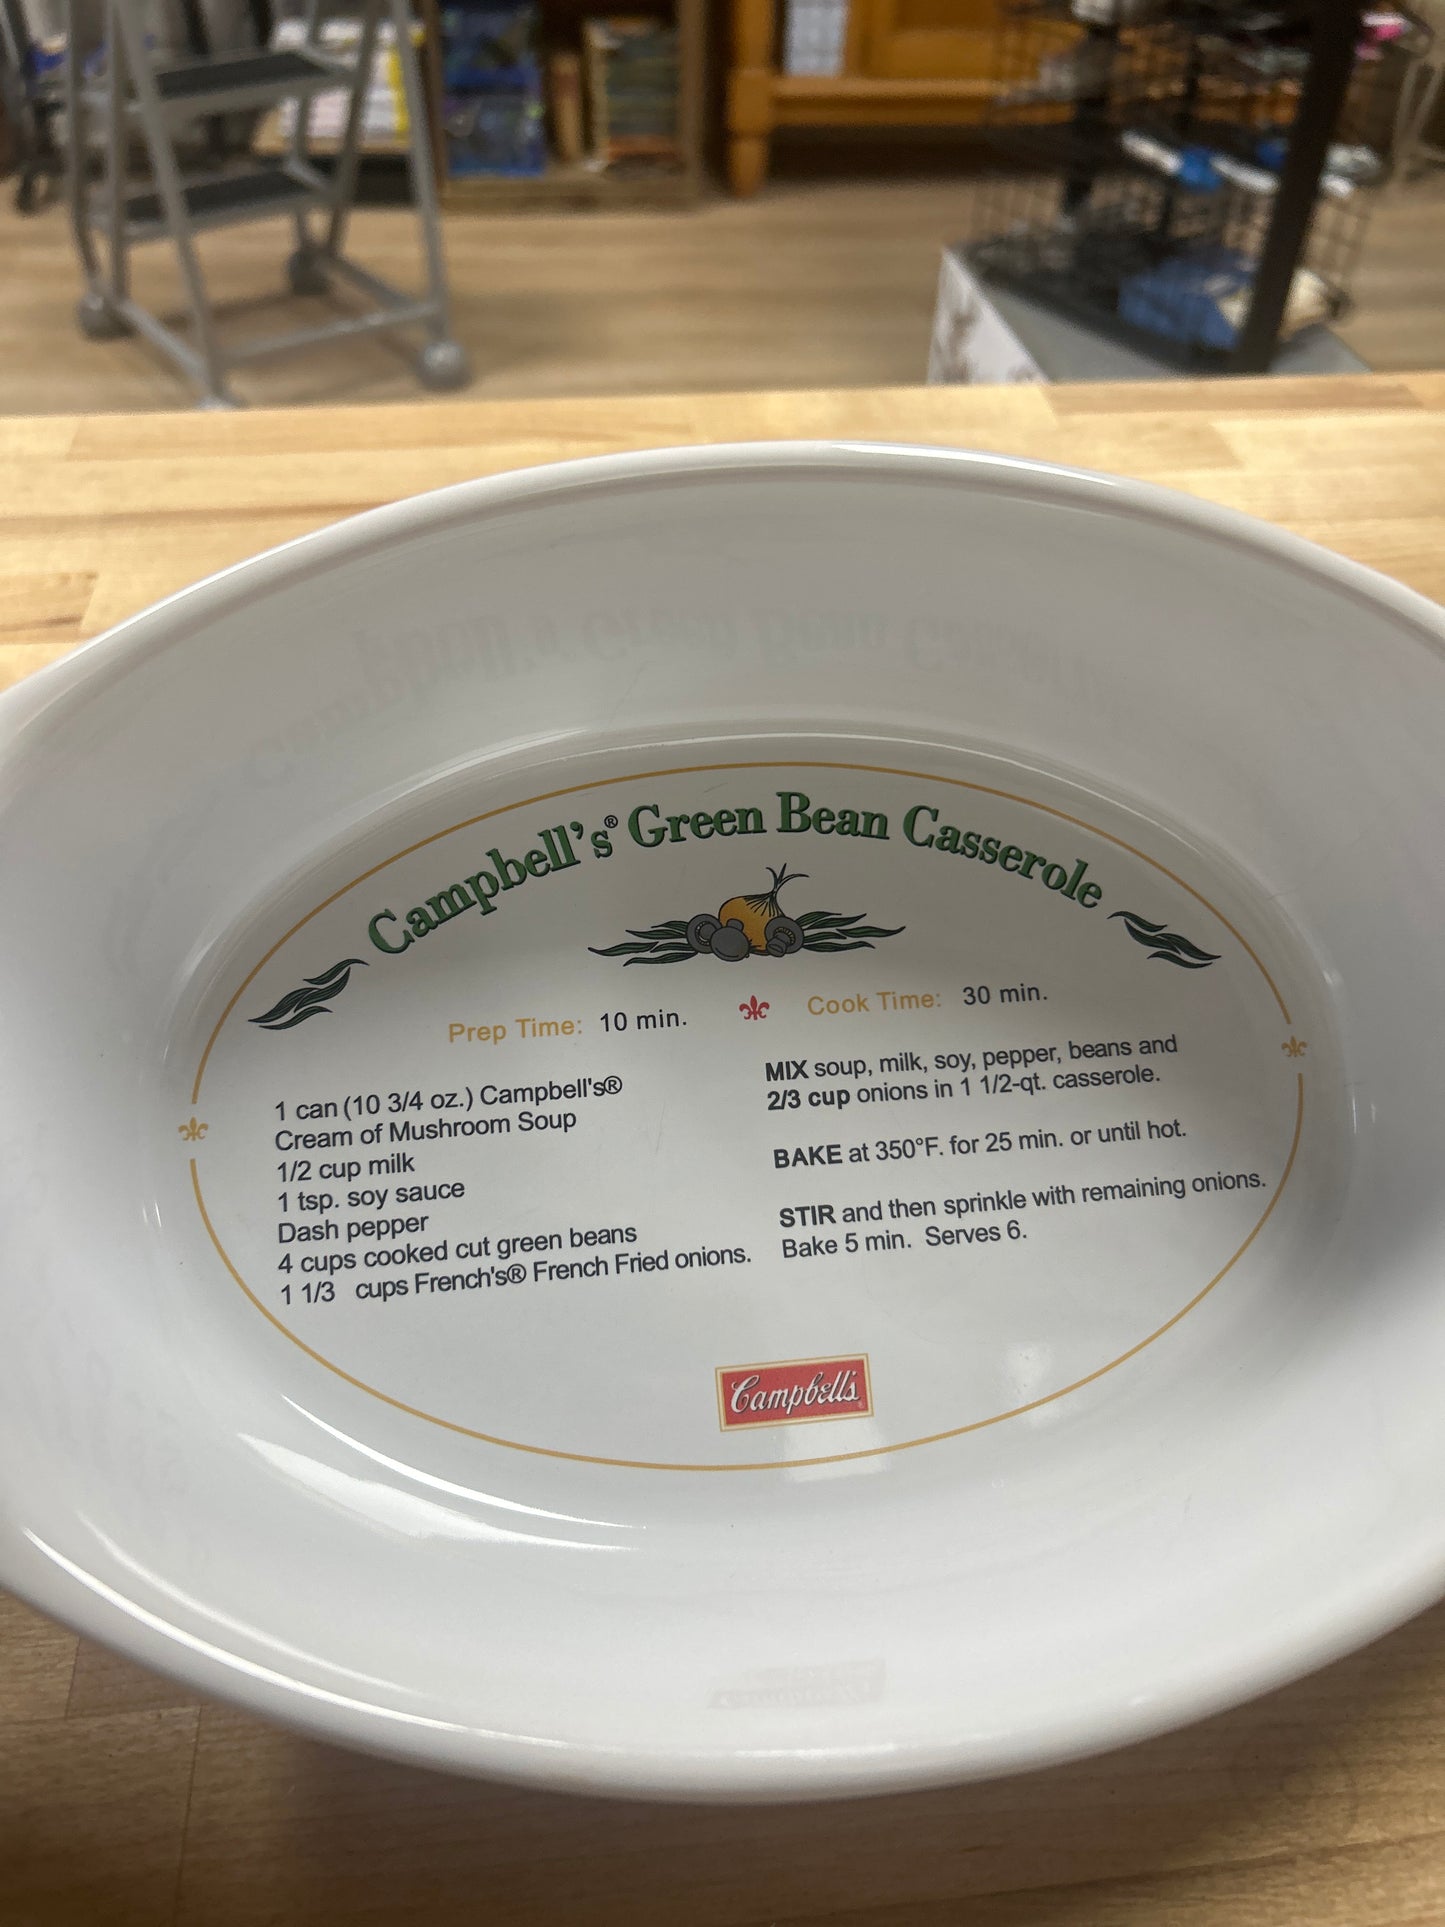 Campbell's® Green Bean Casserole
Prep Time: 10 min. Cook Time: 30 min.
1 can (10 3/4 oz.) Campbell's®
Cream of Mushroom Soup
1/2 cup milk
1 tsp. soy sauce
Dash pepper
4 cups cooked cut green beans
1 1/3 cups French's® French Fried onions.
MIX soup, milk, soy, pepper, beans and
2/3 cup onions in 1 1/2-qt. casserole.
BAKE at 350°F. for 25 min. or until hot.
STIR and then sprinkle with remaining onions.
Bake 5 min. Serves 6.
Campbell's